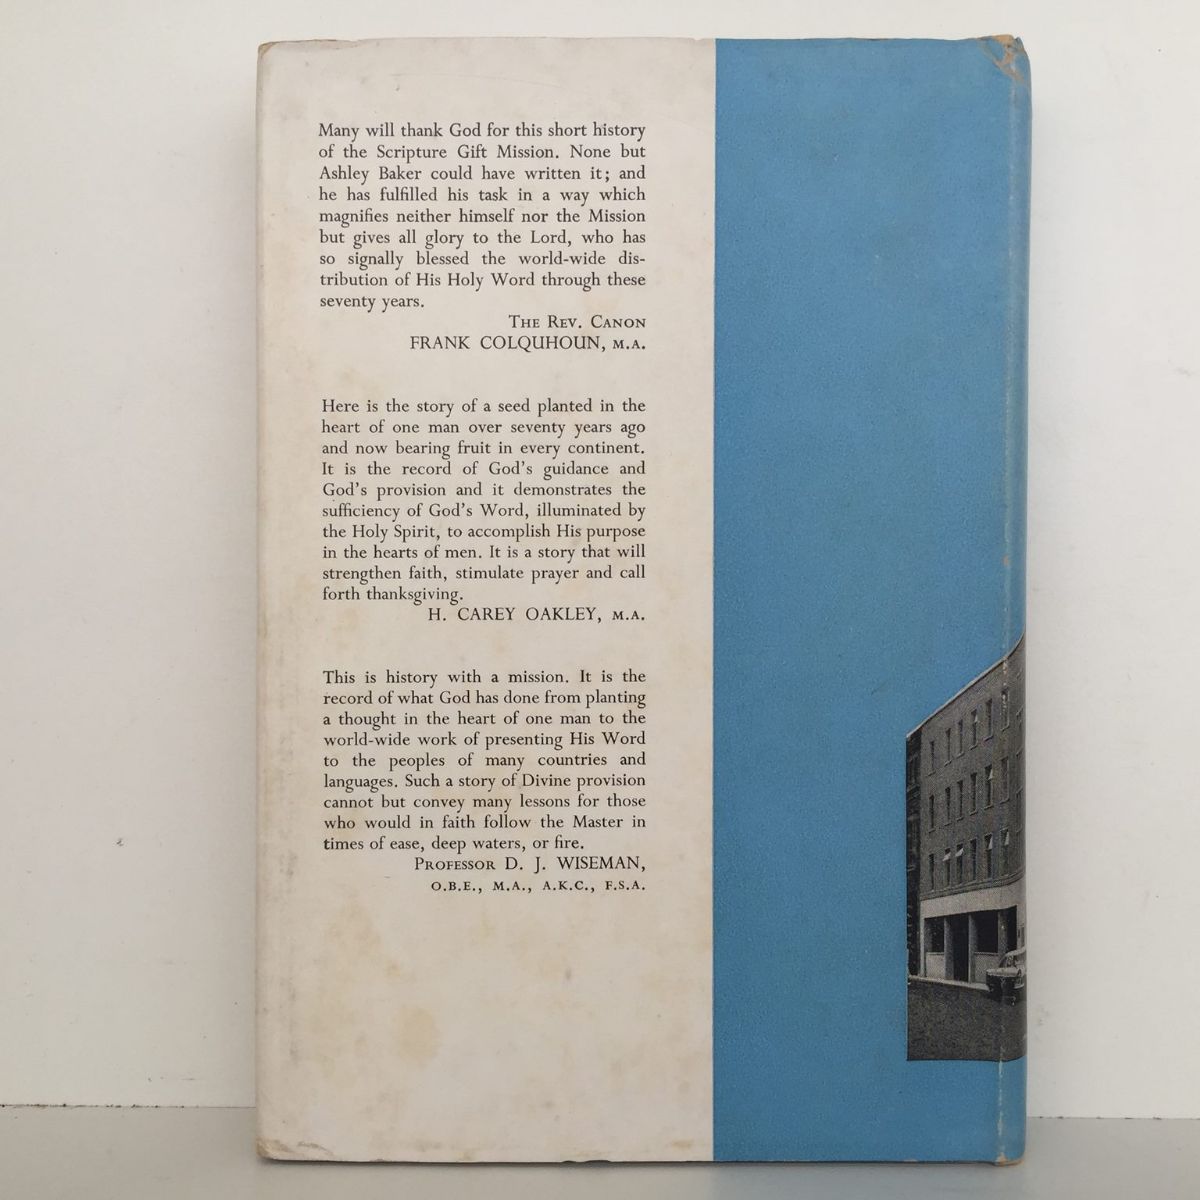 Many will thank God for this short history
of the Scripture Gift Mission. None but
Ashley Baker could have written it; and
he has fulfilled his task in a way which
magnifies neither himself nor the Mission
but gives all glory to the Lord, who has
so signally blessed the world-wide dis-
tribution of His Holy Word through these
seventy years.
THE REV. CANON
FRANK COLQUHOUN, M.A.
Here is the story of a seed planted in the
heart of one man over seventy years ago
and now bearing fruit in every continent.
It is the record of God's guidance and
God's provision and it demonstrates the
sufficiency of God's Word, illuminated by
the Holy Spirit, to accomplish His purpose
in the hearts of men. It is a story that will
strengthen faith, stimulate prayer and call
forth thanksgiving.
H. CAREY OAKLEY, M.A.
This is history with a mission. It is the
record of what God has done from planting
a thought in the heart of one man to the
world-wide work of presenting His Word
to the peoples of many countries and
languages. Such a story of Divine provision
cannot but convey many lessons for those
who would in faith follow the Master in
times of ease, deep waters, or fire.
PROFESSOR D. J. WISEMAN,
O.B.E., M.A., A.K.C., F.S.A.